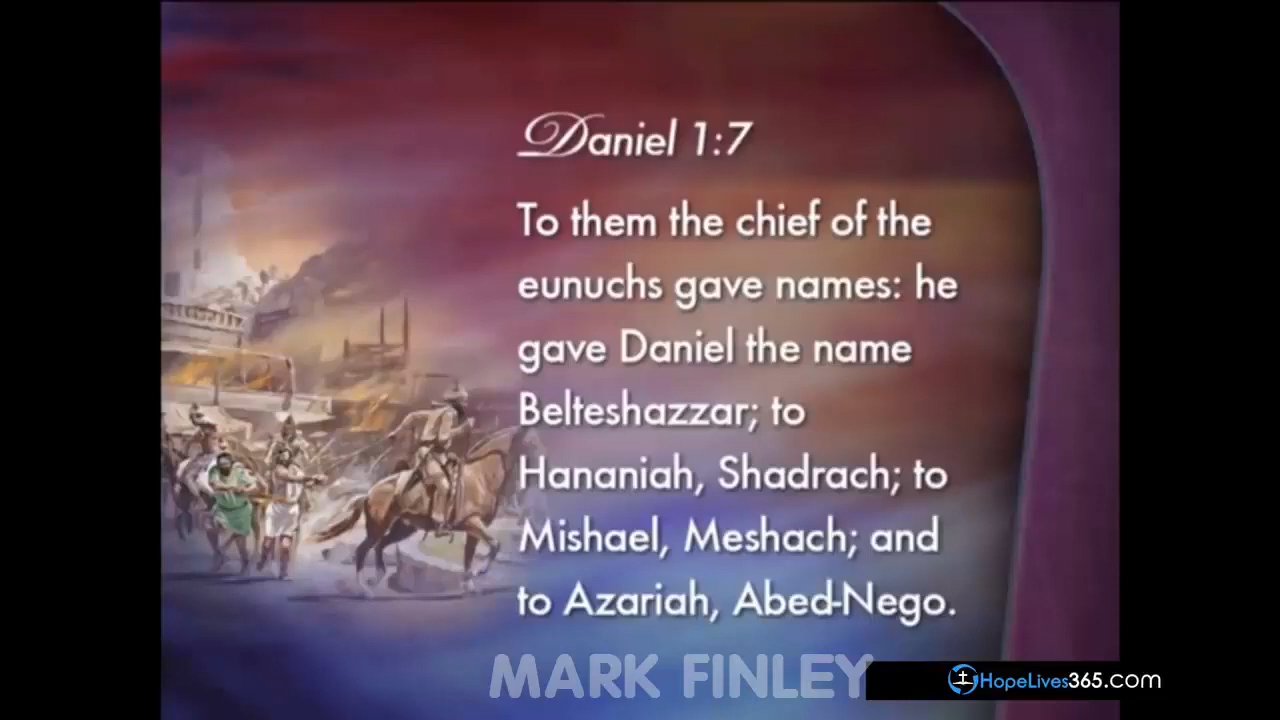 Daniel 1:7
To them the chief of the
eunuchs gave names: he
gave Daniel the name
Belteshazzar; to
Hananiah, Shadrach; to
Mishael, Meshach; and
to Azariah, Abed-Nego.
MARK FINLEY
HopeLives365.com